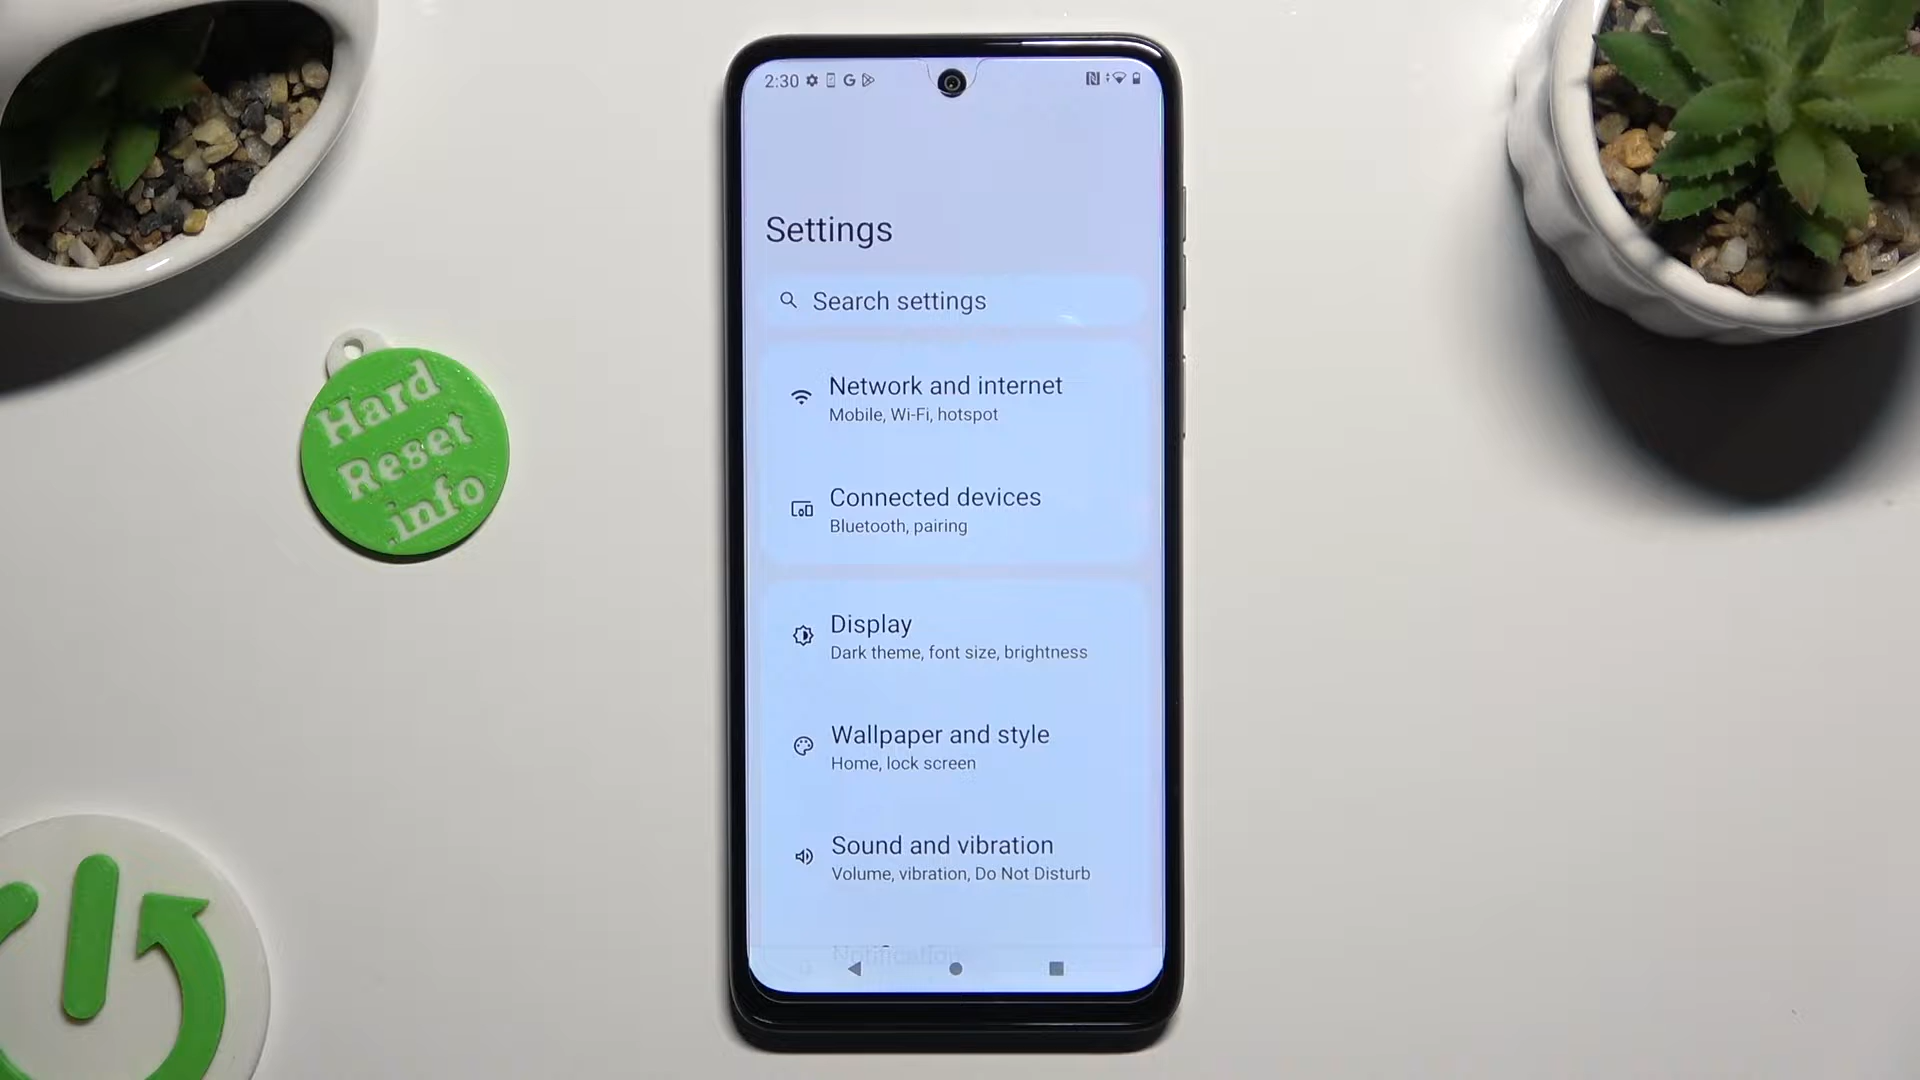 2:30
Settings
Search settings
Network and internet
Mobile, Wi-Fi, hotspot
Connected devices
Bluetooth, pairing
Display
Dark theme, font size, brightness
Wallpaper and style
Home, lock screen
Sound and vibration
Volume, vibration, Do Not Disturb
Notifications
Hard
Reset
.info